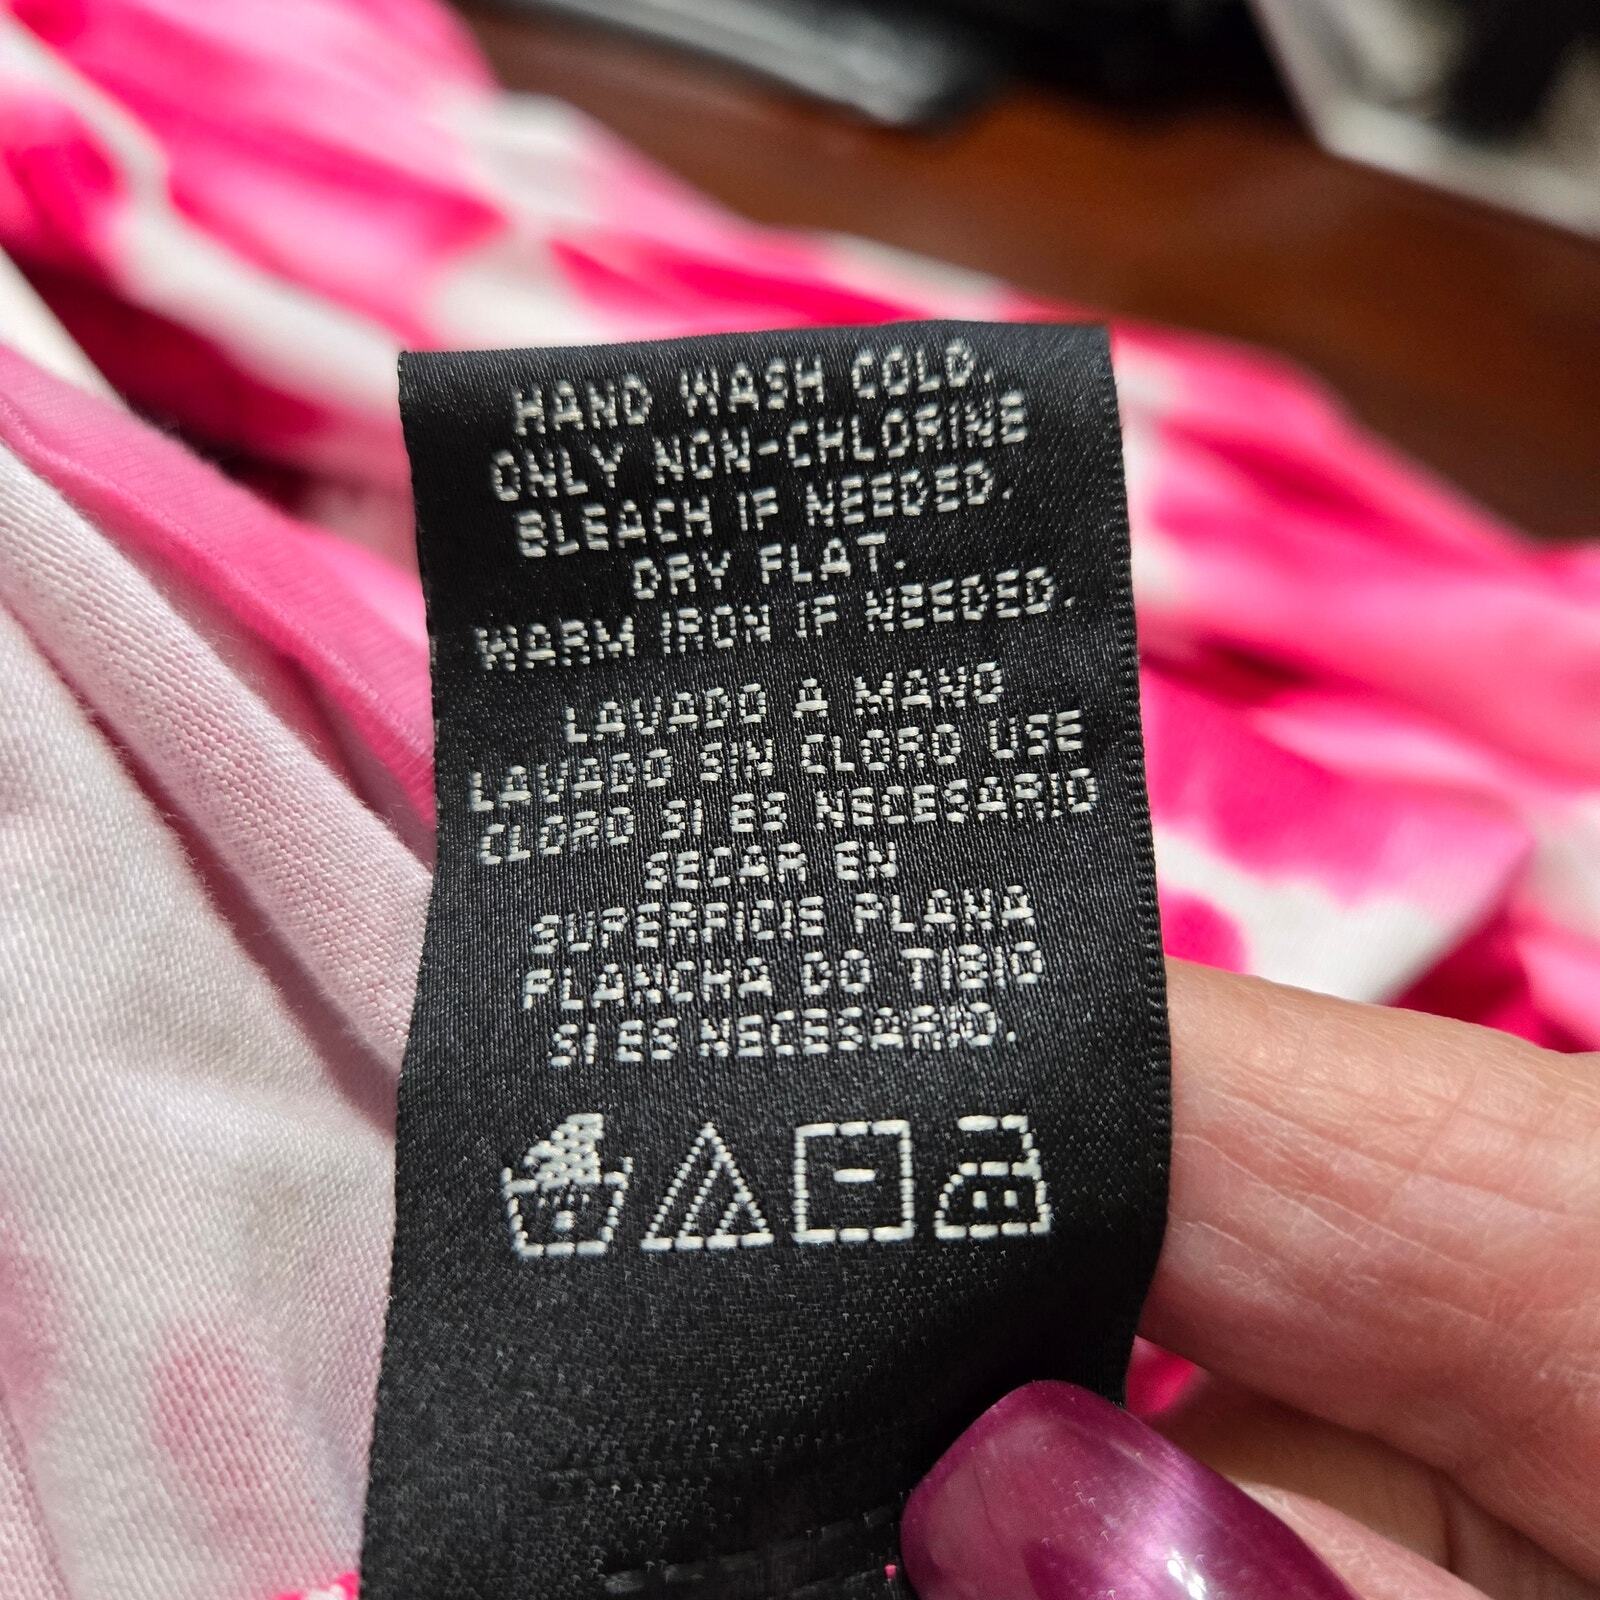 HAND WASH COLD.
ONLY NON-CHLORINE
BLEACH IF NEEDED.
DRY FLAT.
WARM IRON IF NEEDED.
LAVADO A MANO
LAVADO SIN CLORO USE
CLORO SI ES NECESARIO
SECAR EN
SUPERFICIE PLANA
PLANCHA DO TIBIO
SI ES NECESARIO.